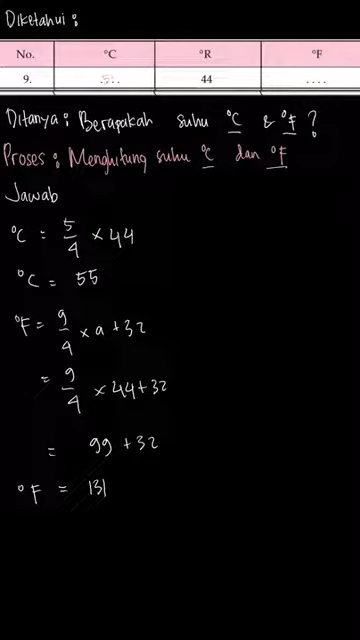 Diketahui:
No. °C °R °F
9. .... 44 ....
Ditanya: Berapakah suhu °C & °F ?
Proses: Menghitung suhu °C dan °F
Jawab
°C = 5/4 × 44
°C = 55
°F = 9/4 × a + 32
= 9/4 × 44 + 32
= 99 + 32
°F = 131